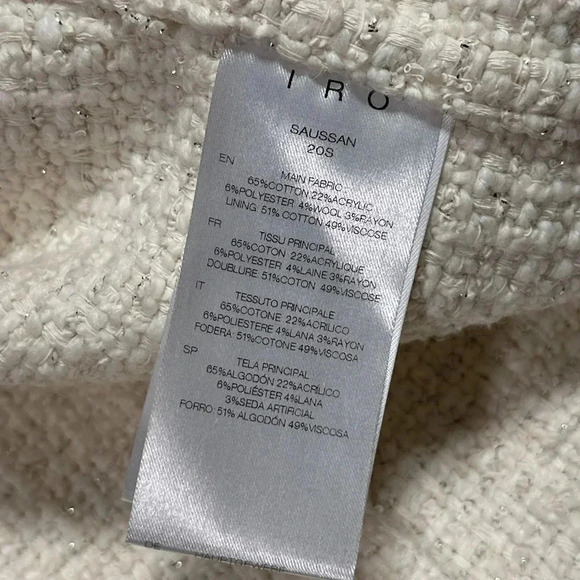 IRO
SAUSSAN
20S
EN
MAIN FABRIC
65%COTTON 22%ACRYLIC
6%POLYESTER 4%WOOL 3%RAYON
LINING: 51% COTTON 49%VISCOSE
FR
TISSU PRINCIPAL
65%COTON 22%ACRYLIQUE
6%POLYESTER 4%LAINE 3%RAYON
DOUBLURE: 51%COTON 49%VISCOSE
IT
TESSUTO PRINCIPALE
65%COTONE 22%ACRILICO
6%POLIESTERE 4%LANA 3%RAYON
FODERA: 51%COTONE 49%VISCOSA
SP
TELA PRINCIPAL
65%ALGODÓN 22%ACRÍLICO
6%POLIÉSTER 4%LANA
3%SEDA ARTIFICIAL
FORRO: 51% ALGODÓN 49%VISCOSA